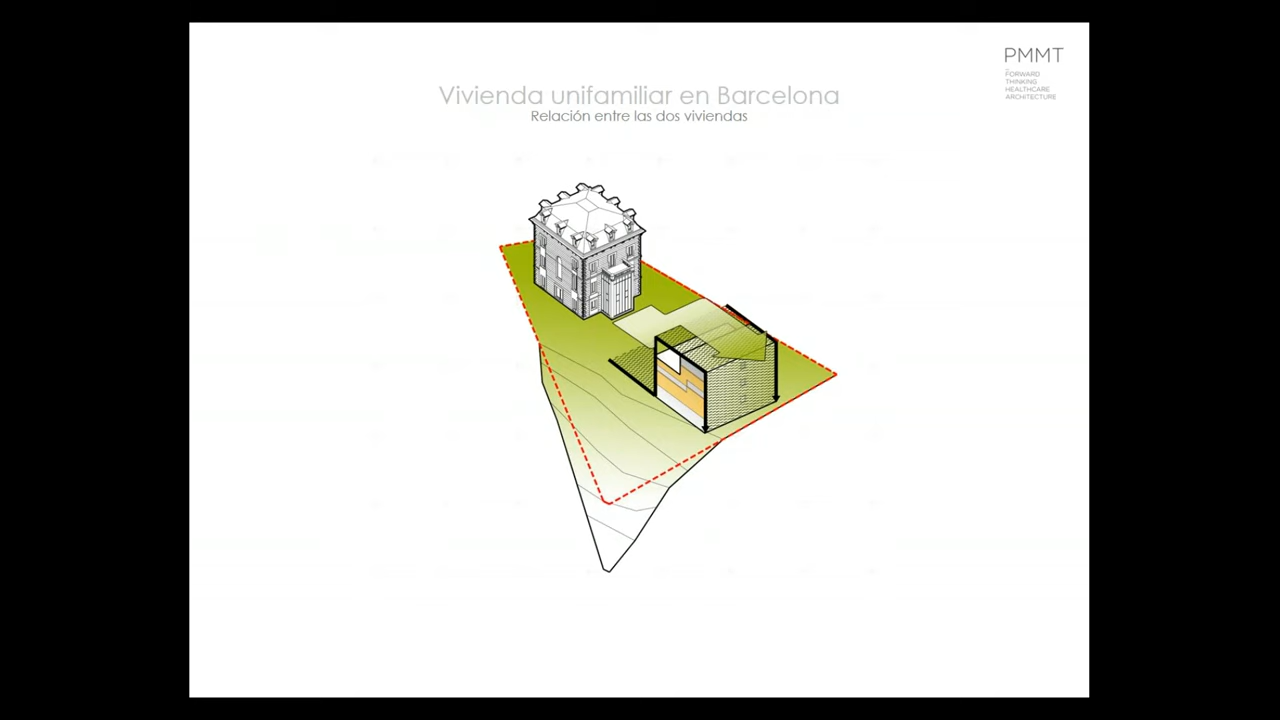 PMMT
FORWARD
THINKING
HEALTHCARE
ARCHITECTURE
Vivienda unifamiliar en Barcelona
Relación entre las dos viviendas